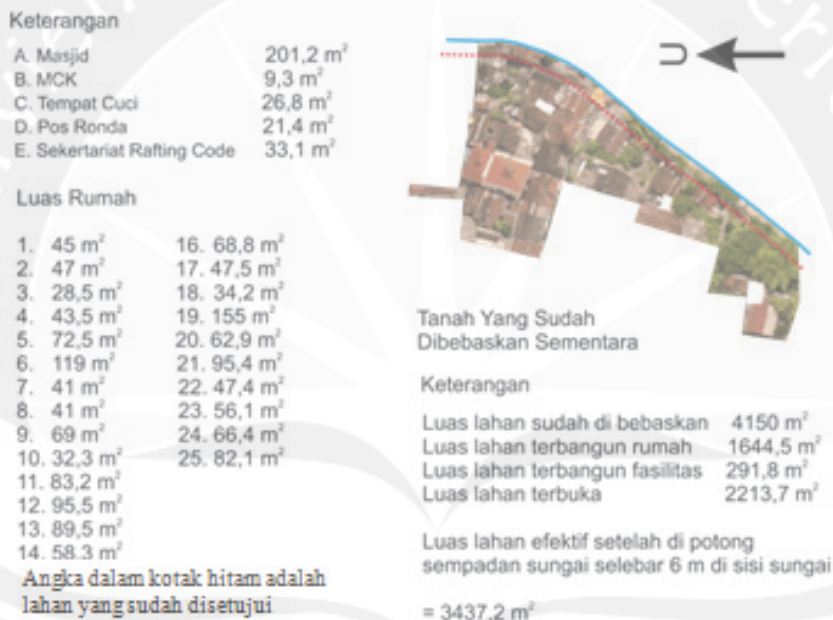 Keterangan
A. Masjid 201,2 m²
B. MCK 9,3 m²
C. Tempat Cuci 26,8 m²
D. Pos Ronda 21,4 m²
E. Sekertariat Rafting Code 33,1 m²
Luas Rumah
1. 45 m²
2. 47 m²
3. 28,5 m²
4. 43,5 m²
5. 72,5 m²
6. 119 m²
7. 41 m²
8. 41 m²
9. 69 m²
10. 32,3 m²
11. 83,2 m²
12. 95,5 m²
13. 89,5 m²
14. 58,3 m²
16. 68,8 m²
17. 47,5 m²
18. 34,2 m²
19. 155 m²
20. 62,9 m²
21. 95,4 m²
22. 47,4 m²
23. 56,1 m²
24. 66,4 m²
25. 82,1 m²
Angka dalam kotak hitam adalah
lahan yang sudah disetujui
U
Tanah Yang Sudah
Dibebaskan Sementara
Keterangan
Luas lahan sudah di bebaskan 4150 m²
Luas lahan terbangun rumah 1644,5 m²
Luas lahan terbangun fasilitas 291,8 m²
Luas lahan terbuka 2213,7 m²
Luas lahan efektif setelah di potong
sempadan sungai selebar 6 m di sisi sungai
= 3437,2 m²